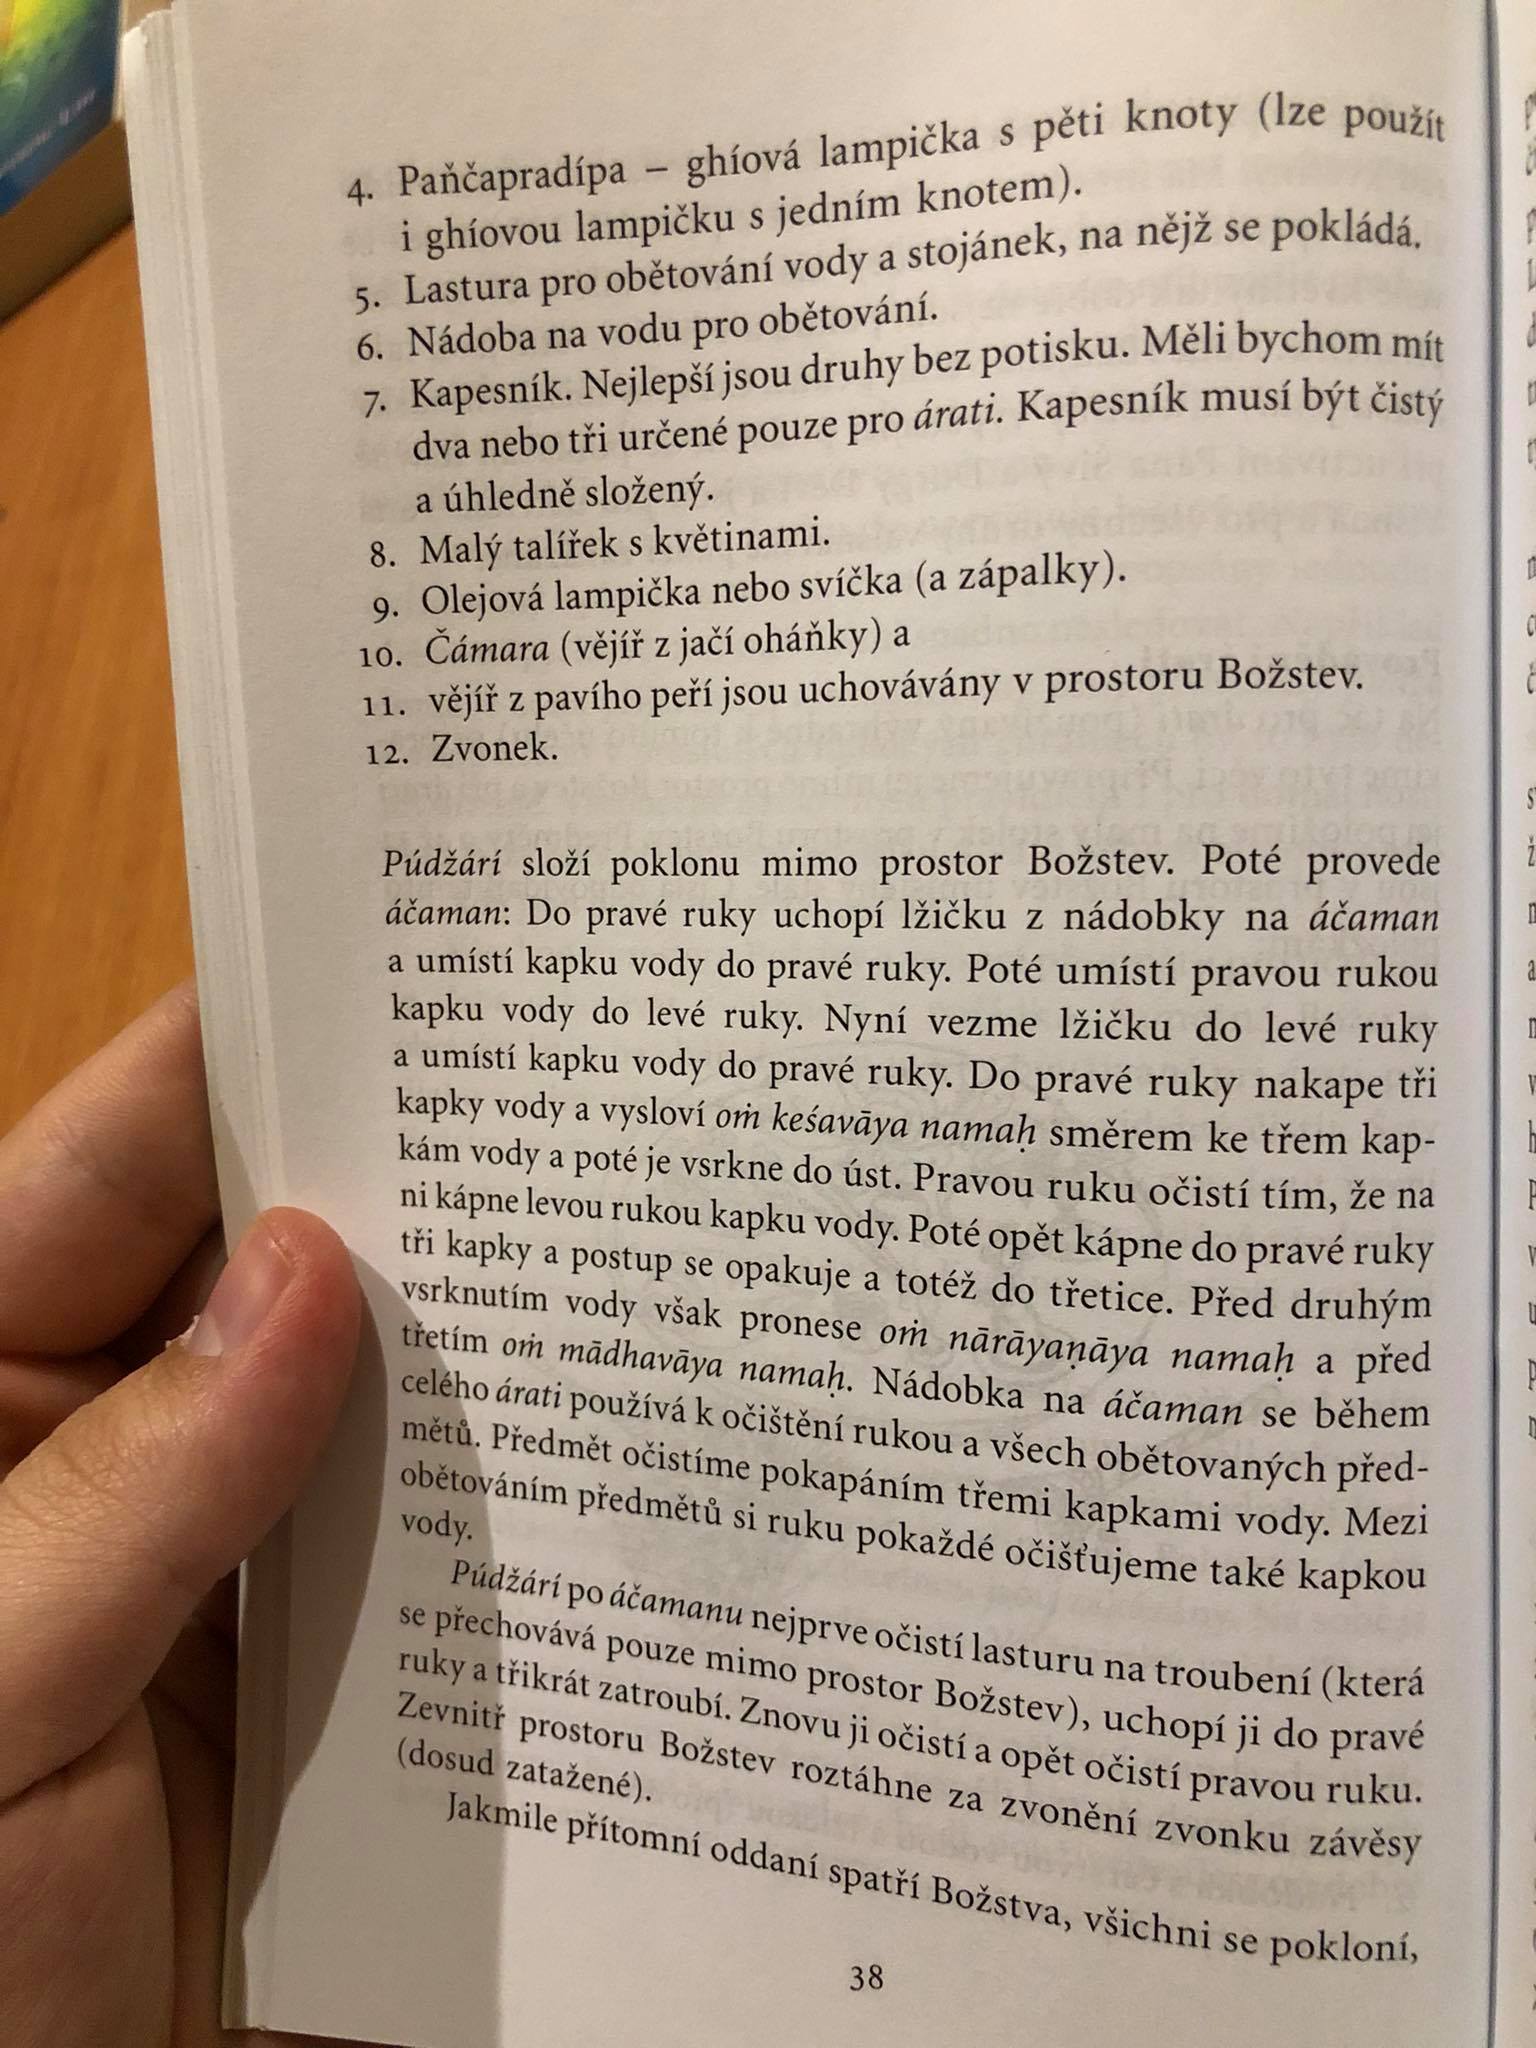 4. Paňčapradípa – ghíová lampička s pěti knoty (lze použít
i ghíovou lampičku s jedním knotem).
5. Lastura pro obětování vody a stojánek, na nějž se pokládá.
6. Nádoba na vodu pro obětování.
7. Kapesník. Nejlepší jsou druhy bez potisku. Měli bychom mít
dva nebo tři určené pouze pro árati. Kapesník musí být čistý
a úhledně složený.
8. Malý talířek s květinami.
9. Olejová lampička nebo svíčka (a zápalky).
10. Čámara (vějíř z jačí oháňky) a
11. vějíř z pavího peří jsou uchovávány v prostoru Božstev.
12. Zvonek.
Púdžárí složí poklonu mimo prostor Božstev. Poté provede
áčaman: Do pravé ruky uchopí lžičku z nádobky na áčaman
a umístí kapku vody do pravé ruky. Poté umístí pravou rukou
kapku vody do levé ruky. Nyní vezme lžičku do levé ruky
a umístí kapku vody do pravé ruky. Do pravé ruky nakape tři
kapky vody a vysloví oṁ keśavāya namaḥ směrem ke třem kap-
kám vody a poté je vsrkne do úst. Pravou ruku očistí tím, že na
ni kápne levou rukou kapku vody. Poté opět kápne do pravé ruky
tři kapky a postup se opakuje a totéž do třetice. Před druhým
vsrknutím vody však pronese oṁ nārāyaṇāya namaḥ a před
třetím oṁ mādhavāya namaḥ. Nádobka na áčaman se během
celého árati používá k očištění rukou a všech obětovaných před-
mětů. Předmět očistíme pokapáním třemi kapkami vody. Mezi
obětováním předmětů si ruku pokaždé očišťujeme také kapkou
vody.
Púdžárí po áčamanu nejprve očistí lasturu na troubení (která
se přechovává pouze mimo prostor Božstev), uchopí ji do pravé
ruky a třikrát zatroubí. Znovu ji očistí a opět očistí pravou ruku.
Zevnitř prostoru Božstev roztáhne za zvonění zvonku závěsy
(dosud zatažené).
Jakmile přítomní oddaní spatří Božstva, všichni se pokloní,
38